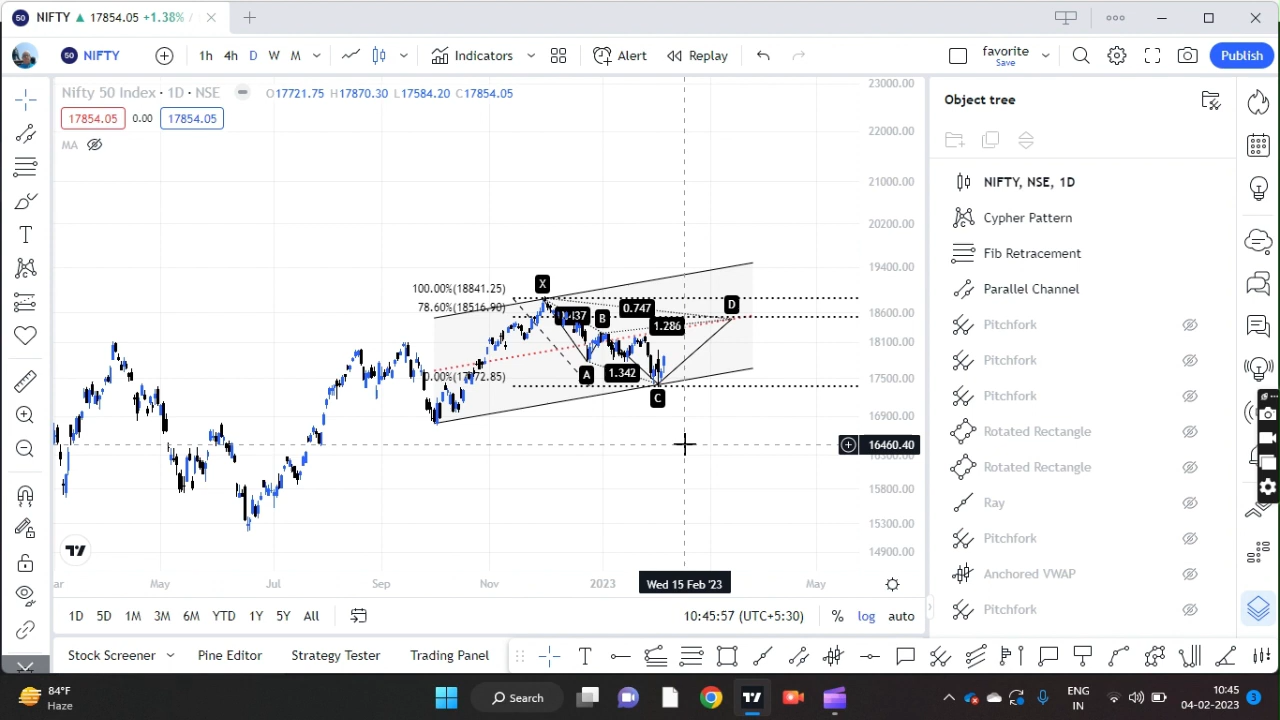 50 NIFTY ▲ 17854.05 +1.38% /
50 NIFTY 1h 4h D W M Indicators Alert Replay favorite Save Publish
Nifty 50 Index · 1D · NSE O17721.75 H17870.30 L17584.20 C17854.05
17854.05 0.00 17854.05
MA
Object tree
NIFTY, NSE, 1D
Cypher Pattern
Fib Retracement
Parallel Channel
Pitchfork
Pitchfork
Pitchfork
Rotated Rectangle
Rotated Rectangle
Ray
Pitchfork
Anchored VWAP
Pitchfork
23000.00
22000.00
21000.00
20200.00
19400.00
18600.00
18100.00
17500.00
16900.00
16460.40
15800.00
15300.00
14900.00
100.00%(18841.25)
78.60%(18516.90)
X
B
0.747
D
1.286
A
1.342
C
May Jul Sep Nov 2023 Wed 15 Feb '23 May
1D 5D 1M 3M 6M YTD 1Y 5Y All 10:45:57 (UTC+5:30) % log auto
Stock Screener Pine Editor Strategy Tester Trading Panel
84°F
Haze
Search
ENG
IN
10:45
04-02-2023
3